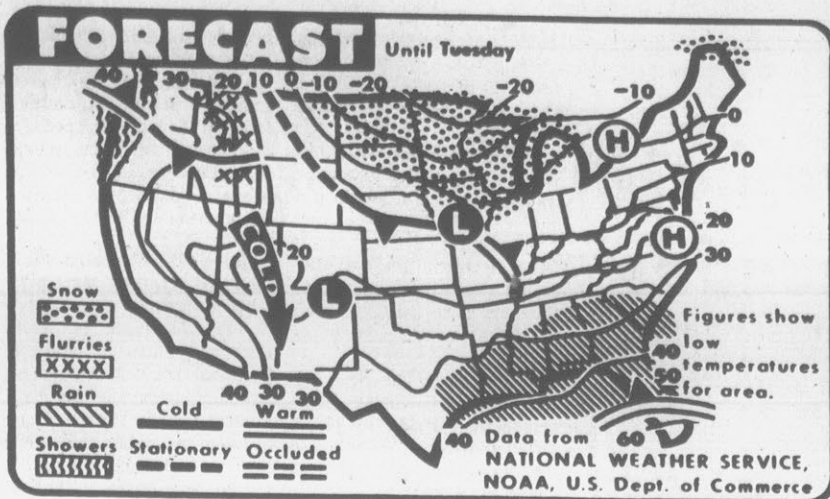 FORECAST
Until Tuesday
40 30 20 10 0 -10 -20
-20
-10
0
10
20
30
H
H
L
L
COLD
20
Snow
Flurries
XXXX
Rain
Showers
Cold
Warm
Stationary
Occluded
40 30 30
40
60
40
50
Figures show
low
temperatures
for area.
Data from
NATIONAL WEATHER SERVICE,
NOAA, U.S. Dept. of Commerce